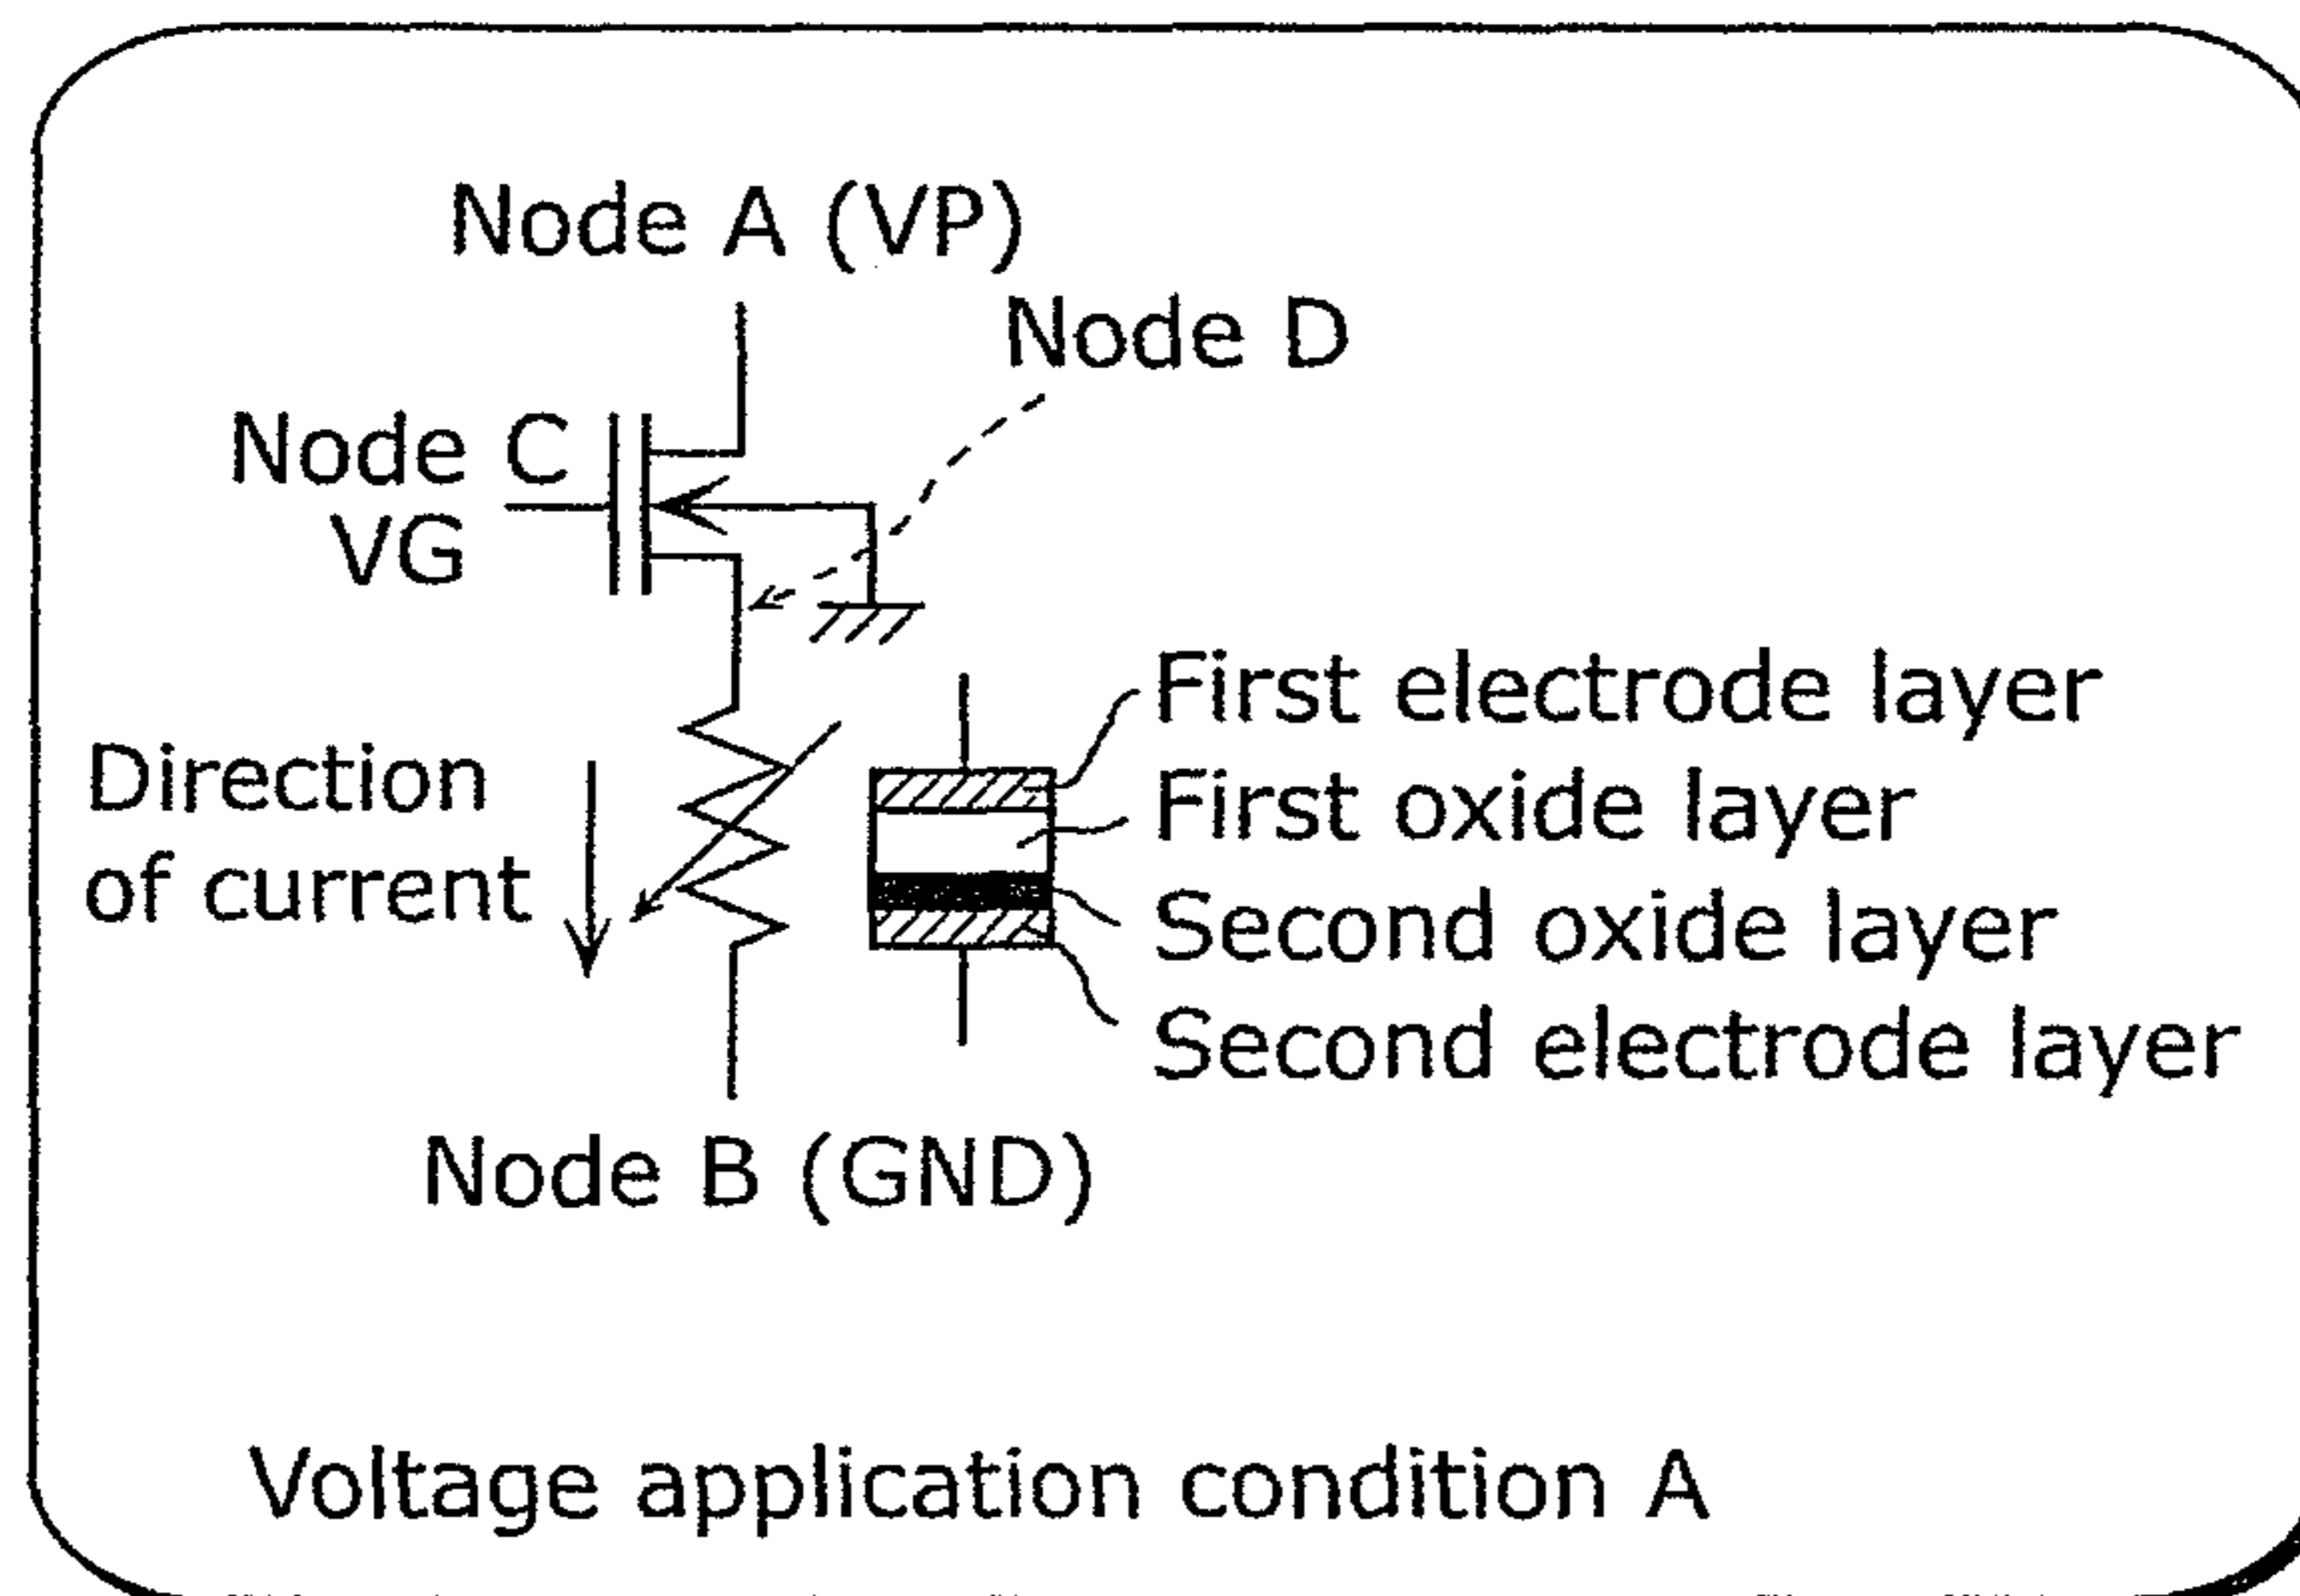 Node A (VP)
Node D
Node C
VG
First electrode layer
Direction
of current
First oxide layer
Second oxide layer
Second electrode layer
Node B (GND)
Voltage application condition A